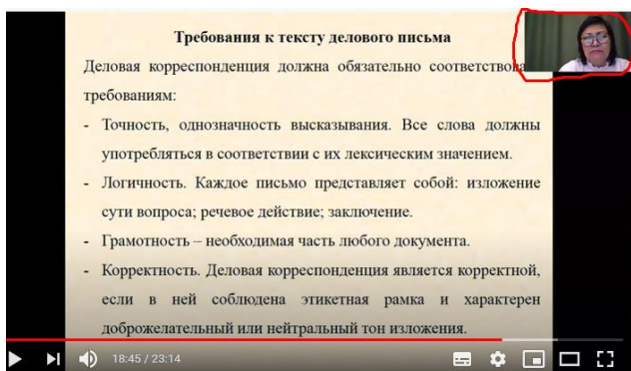 Требования к тексту делового письма
Деловая корреспонденция должна обязательно
требованиям:
- Точность, однозначность высказывания. Все слова должны
употребляться в соответствии с их лексическим значением.
- Логичность. Каждое письмо представляет собой: изложение
сути вопроса; речевое действие; заключение.
- Грамотность – необходимая часть любого документа.
- Корректность. Деловая корреспонденция является корректной,
если в ней соблюдена этикетная рамка и характерен
доброжелательный или нейтральный тон изложения.
18:45 / 23:14